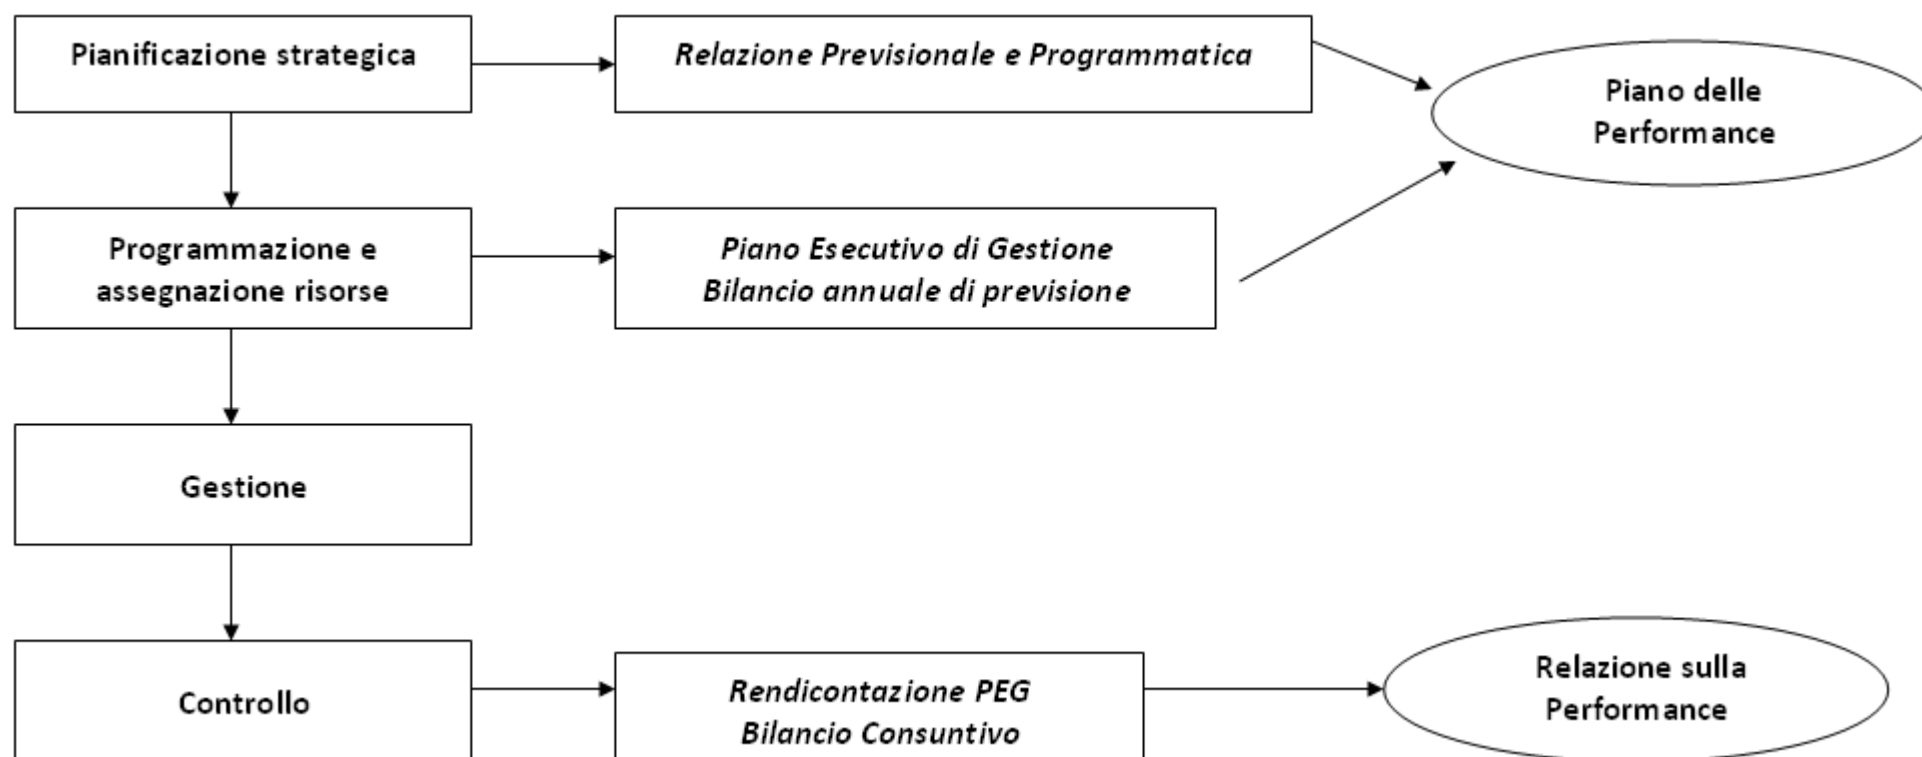 Pianificazione strategica
Relazione Previsionale e Programmatica
Piano delle
Performance
Programmazione e
assegnazione risorse
Piano Esecutivo di Gestione
Bilancio annuale di previsione
Gestione
Controllo
Rendicontazione PEG
Bilancio Consuntivo
Relazione sulla
Performance